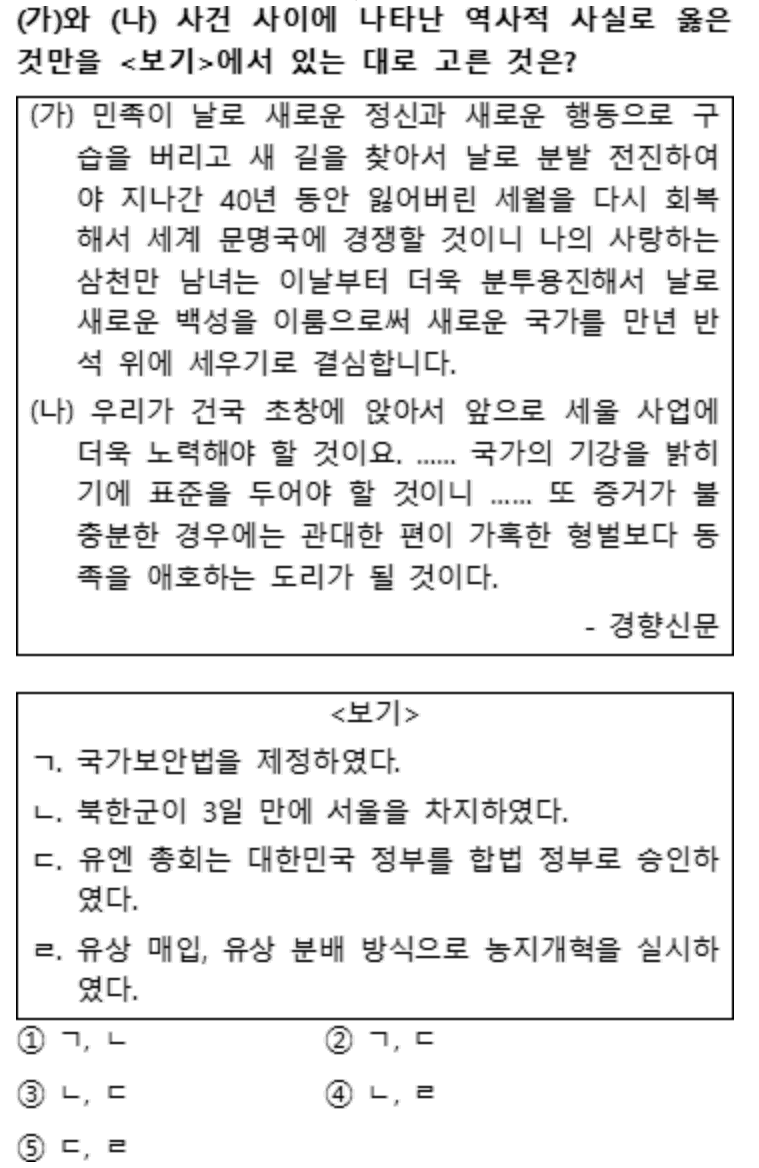 (가)와 (나) 사건 사이에 나타난 역사적 사실로 옳은
것만을 <보기>에서 있는 대로 고른 것은?
(가) 민족이 날로 새로운 정신과 새로운 행동으로 구
습을 버리고 새 길을 찾아서 날로 분발 전진하여
야 지나간 40년 동안 잃어버린 세월을 다시 회복
해서 세계 문명국에 경쟁할 것이니 나의 사랑하는
삼천만 남녀는 이날부터 더욱 분투용진해서 날로
새로운 백성을 이룸으로써 새로운 국가를 만년 반
석 위에 세우기로 결심합니다.
(나) 우리가 건국 초창에 앉아서 앞으로 세울 사업에
더욱 노력해야 할 것이요. …… 국가의 기강을 밝히
기에 표준을 두어야 할 것이니 …… 또 증거가 불
충분한 경우에는 관대한 편이 가혹한 형벌보다 동
족을 애호하는 도리가 될 것이다.
- 경향신문
<보기>
ㄱ. 국가보안법을 제정하였다.
ㄴ. 북한군이 3일 만에 서울을 차지하였다.
ㄷ. 유엔 총회는 대한민국 정부를 합법 정부로 승인하
였다.
ㄹ. 유상 매입, 유상 분배 방식으로 농지개혁을 실시하
였다.
① ㄱ, ㄴ ② ㄱ, ㄷ
③ ㄴ, ㄷ ④ ㄴ, ㄹ
⑤ ㄷ, ㄹ